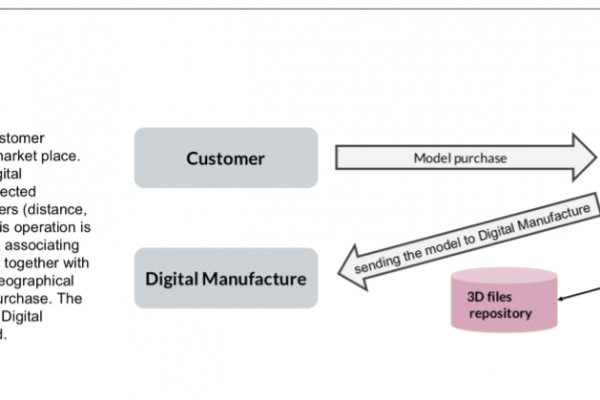 stomer
narket place.
gital
ected
ers (distance,
is operation is
associating
together with
eographical
urchase. The
Digital
d.
Customer
Model purchase
sending the model to Digital Manufacture
Digital Manufacture
3D files
repository